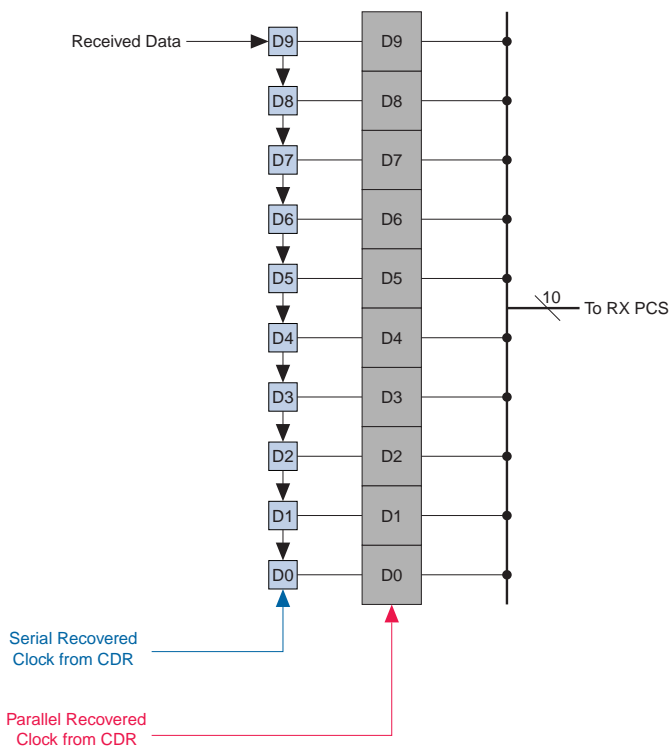 Received Data
D9
D9
D8
D8
D7
D7
D6
D6
D5
D5
10
To RX PCS
D4
D4
D3
D3
D2
D2
D1
D1
D0
D0
Serial Recovered
Clock from CDR
Parallel Recovered
Clock from CDR